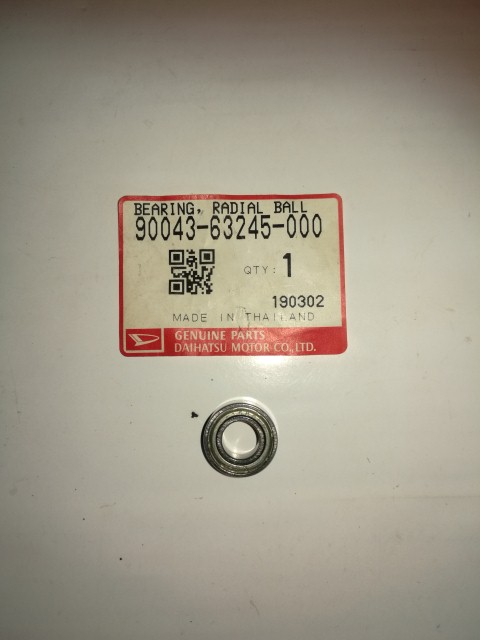 BEARING, RADIAL BALL
90043-63245-000
QTY: 1
190302
MADE IN THAILAND
GENUINE PARTS
DAIHATSU MOTOR CO., LTD.